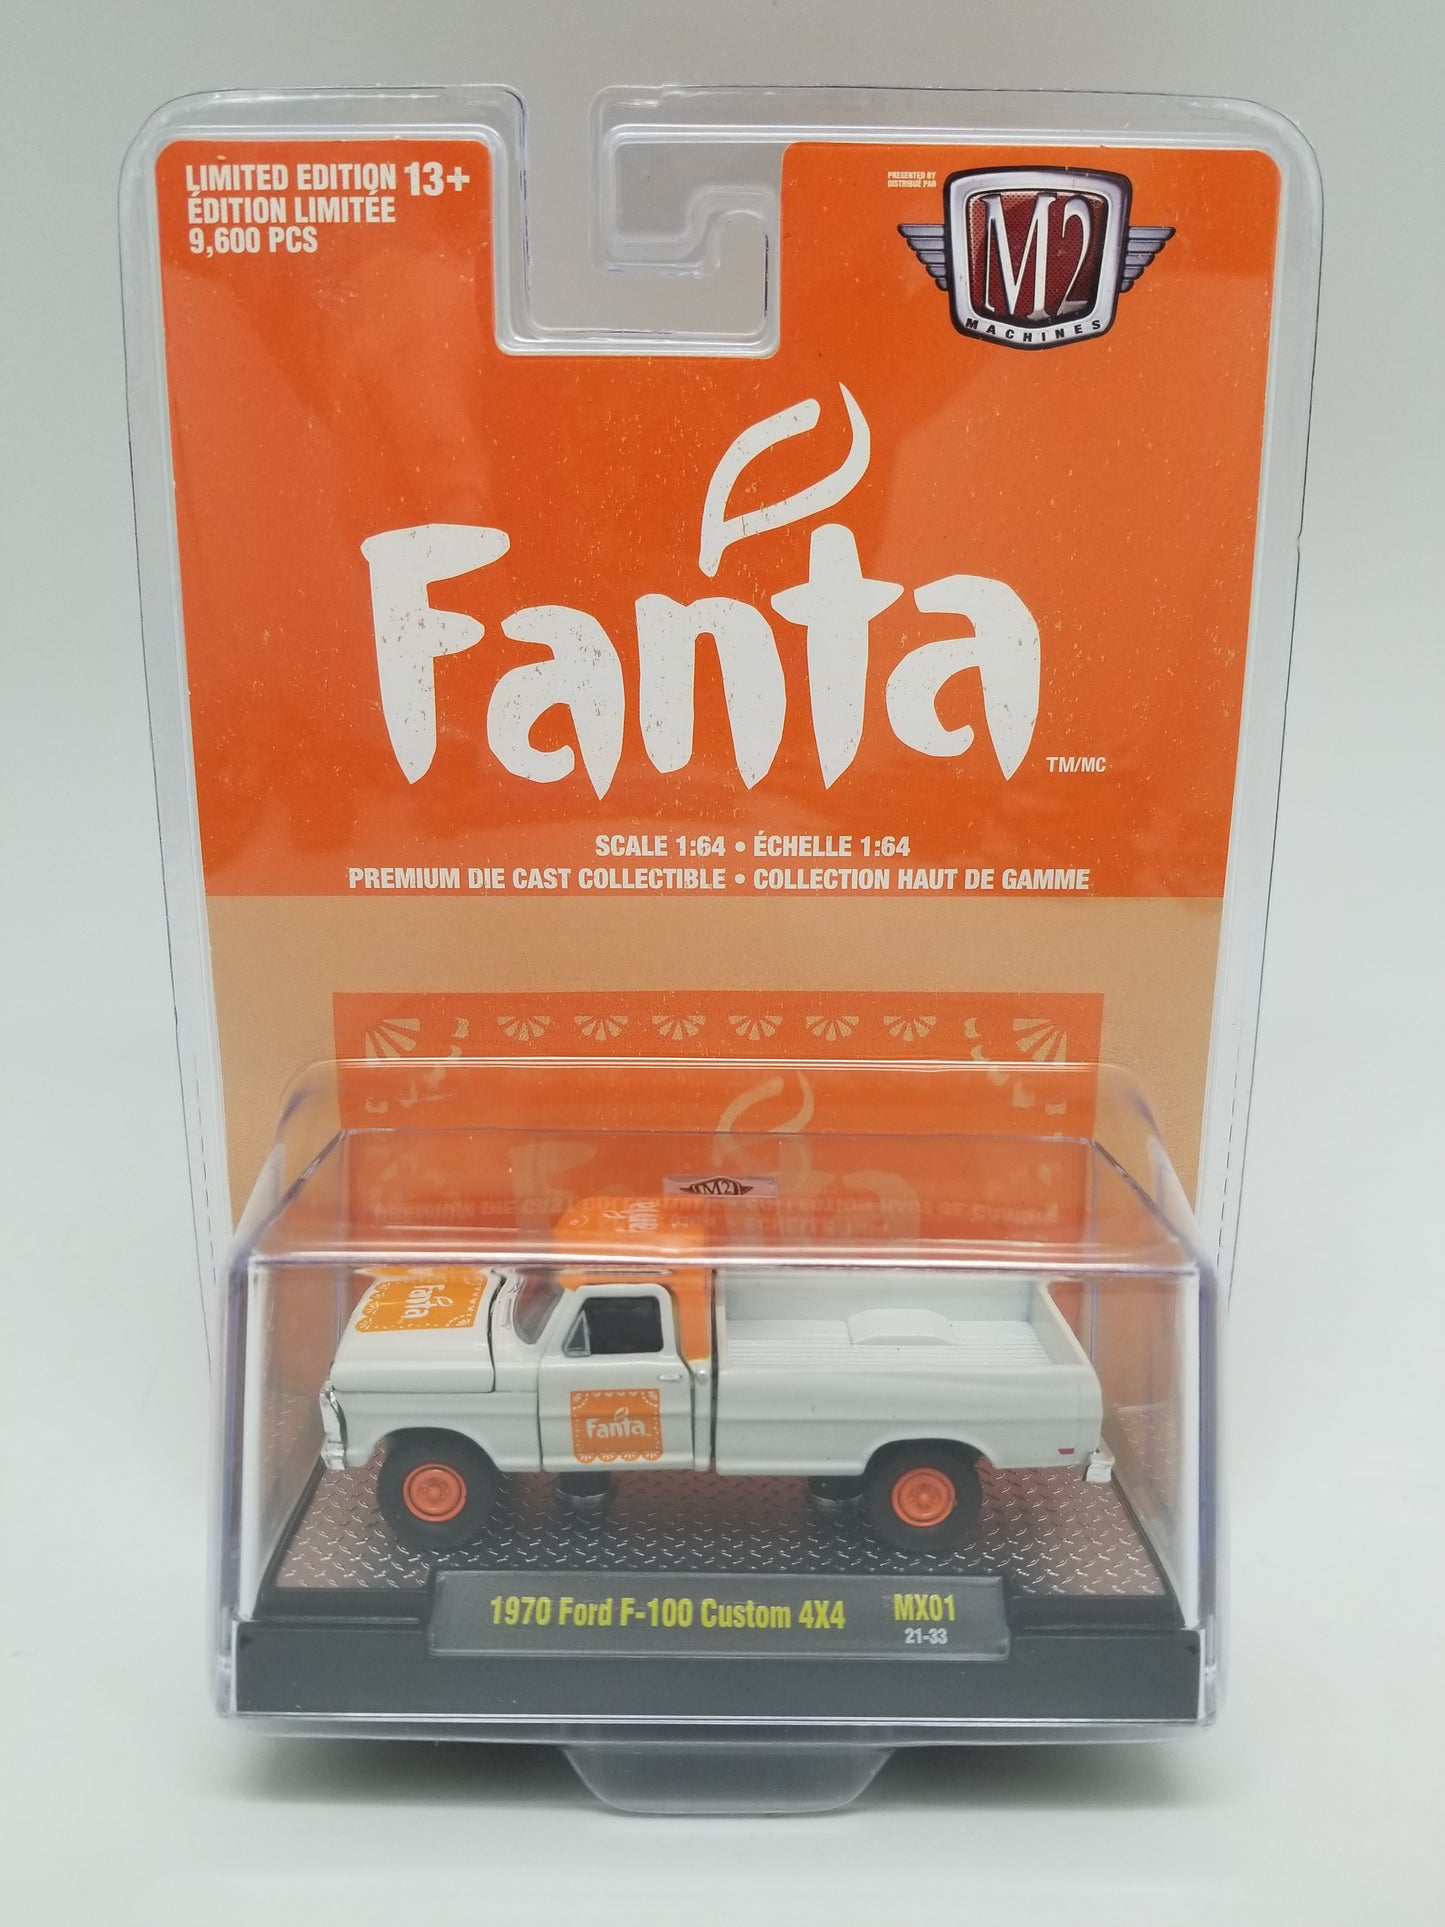 LIMITED EDITION 13+
ÉDITION LIMITÉE
9,600 PCS
PRESENTED BY
DISTRIBUÉ PAR
M2
MACHINES
Fanta
TM/MC
SCALE 1:64 • ÉCHELLE 1:64
PREMIUM DIE CAST COLLECTIBLE • COLLECTION HAUT DE GAMME
M2
Fanta
Fanta
1970 Ford F-100 Custom 4X4 MX01
21-33